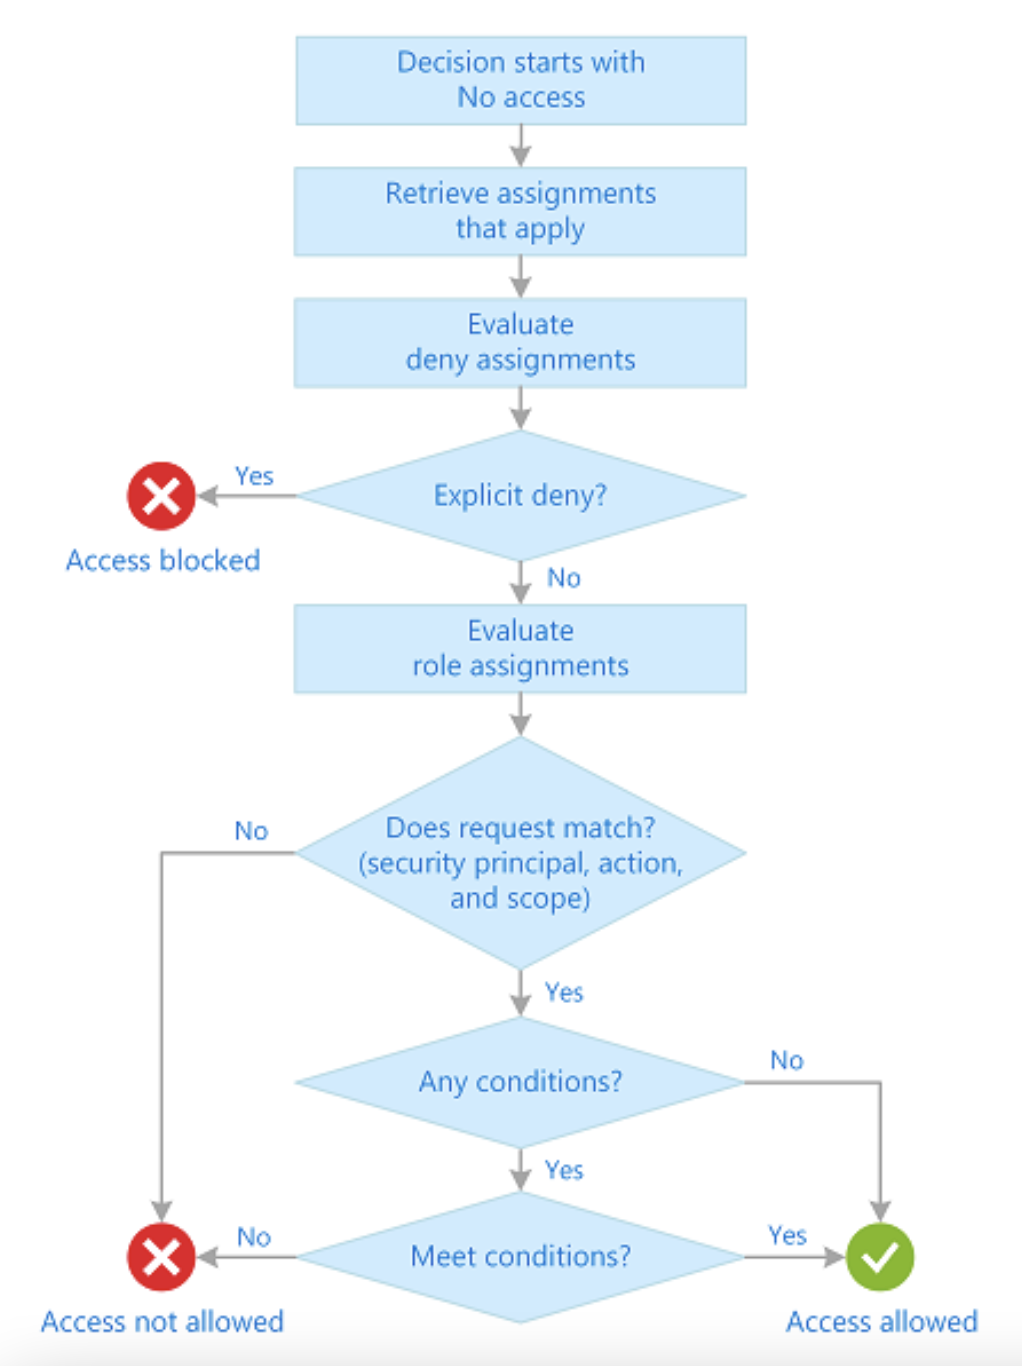 Decision starts with
No access
Retrieve assignments
that apply
Evaluate
deny assignments
Explicit deny?
Yes
Access blocked
No
Evaluate
role assignments
Does request match?
(security principal, action,
and scope)
No
Yes
Any conditions?
No
Yes
Meet conditions?
No
Yes
Access not allowed
Access allowed